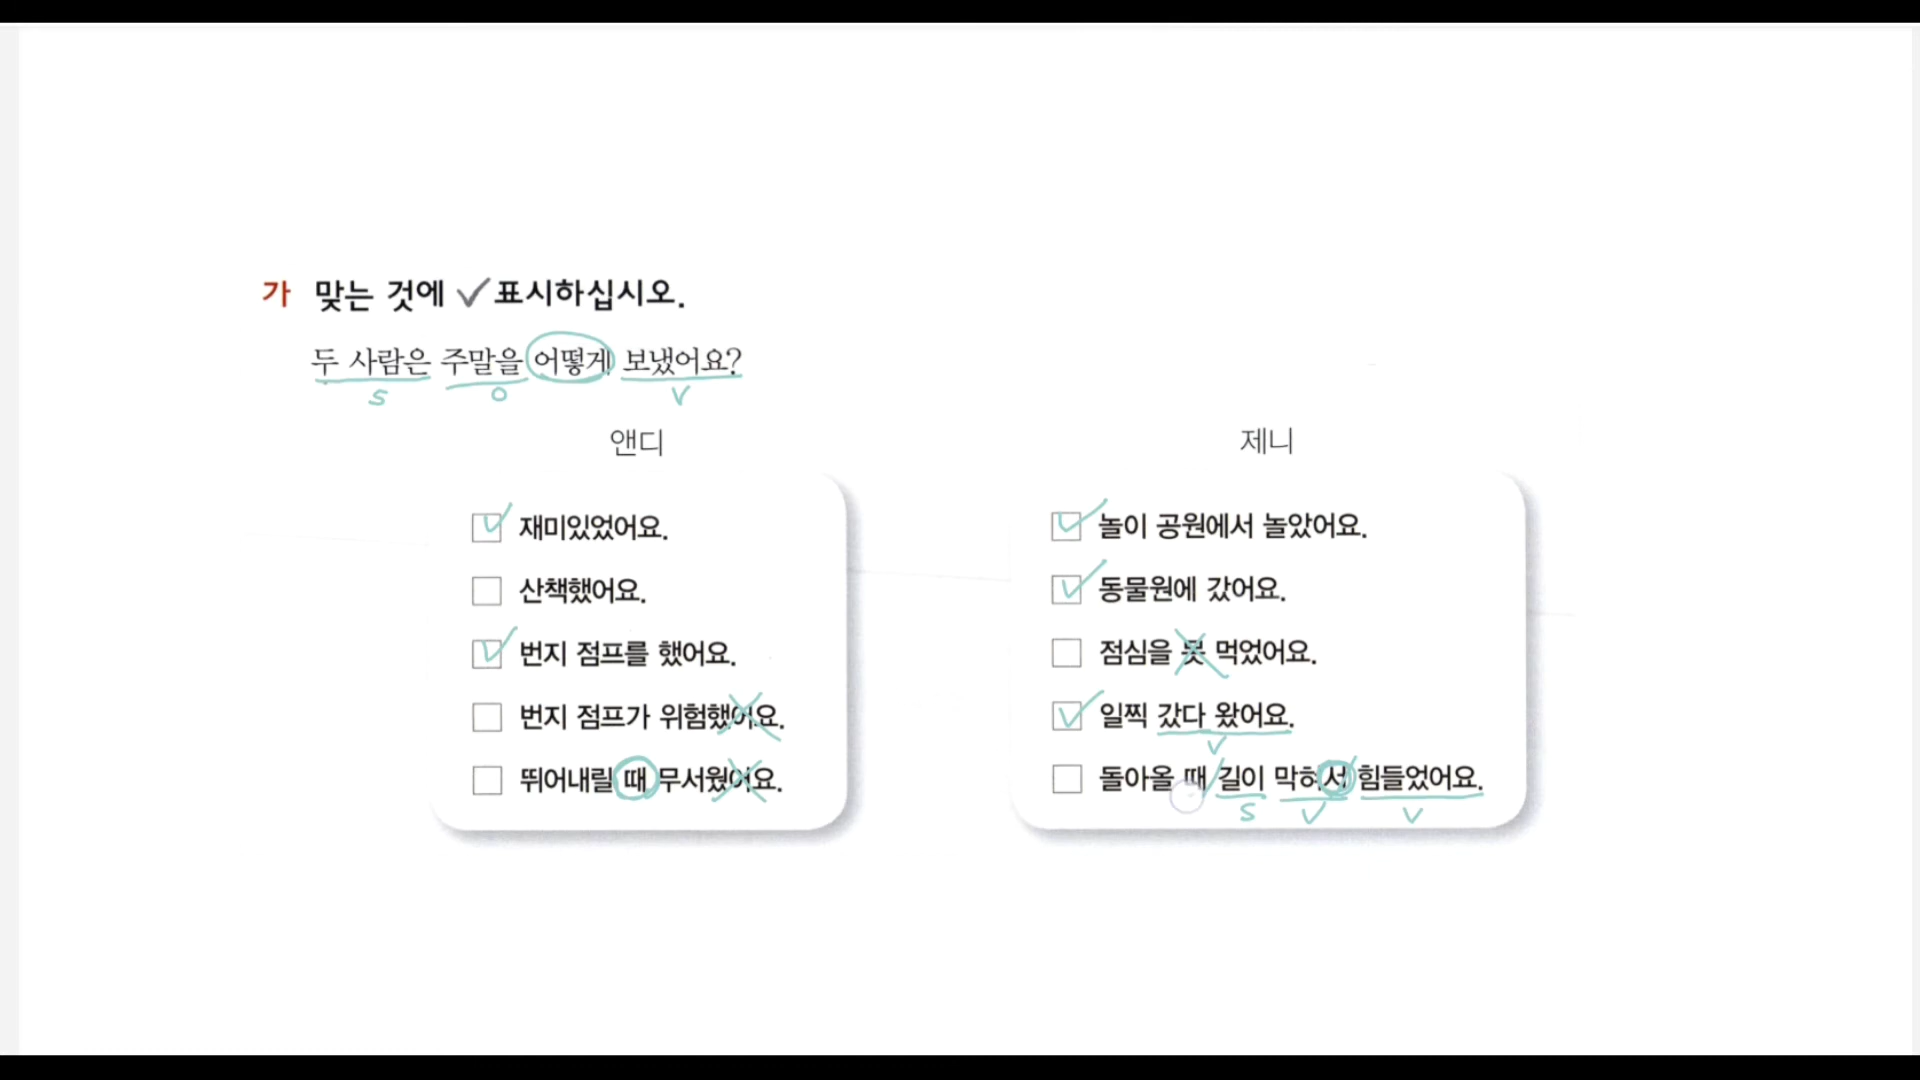 가 맞는 것에 ✓표시하십시오.
두 사람은 주말을 어떻게 보냈어요?
S O V
앤디
재미있었어요.
산책했어요.
번지 점프를 했어요.
번지 점프가 위험했어요.
뛰어내릴 때 무서웠어요.
제니
놀이 공원에서 놀았어요.
동물원에 갔어요.
점심을 못 먹었어요.
일찍 갔다 왔어요.
V
돌아올 때 길이 막혀서 힘들었어요.
S V V